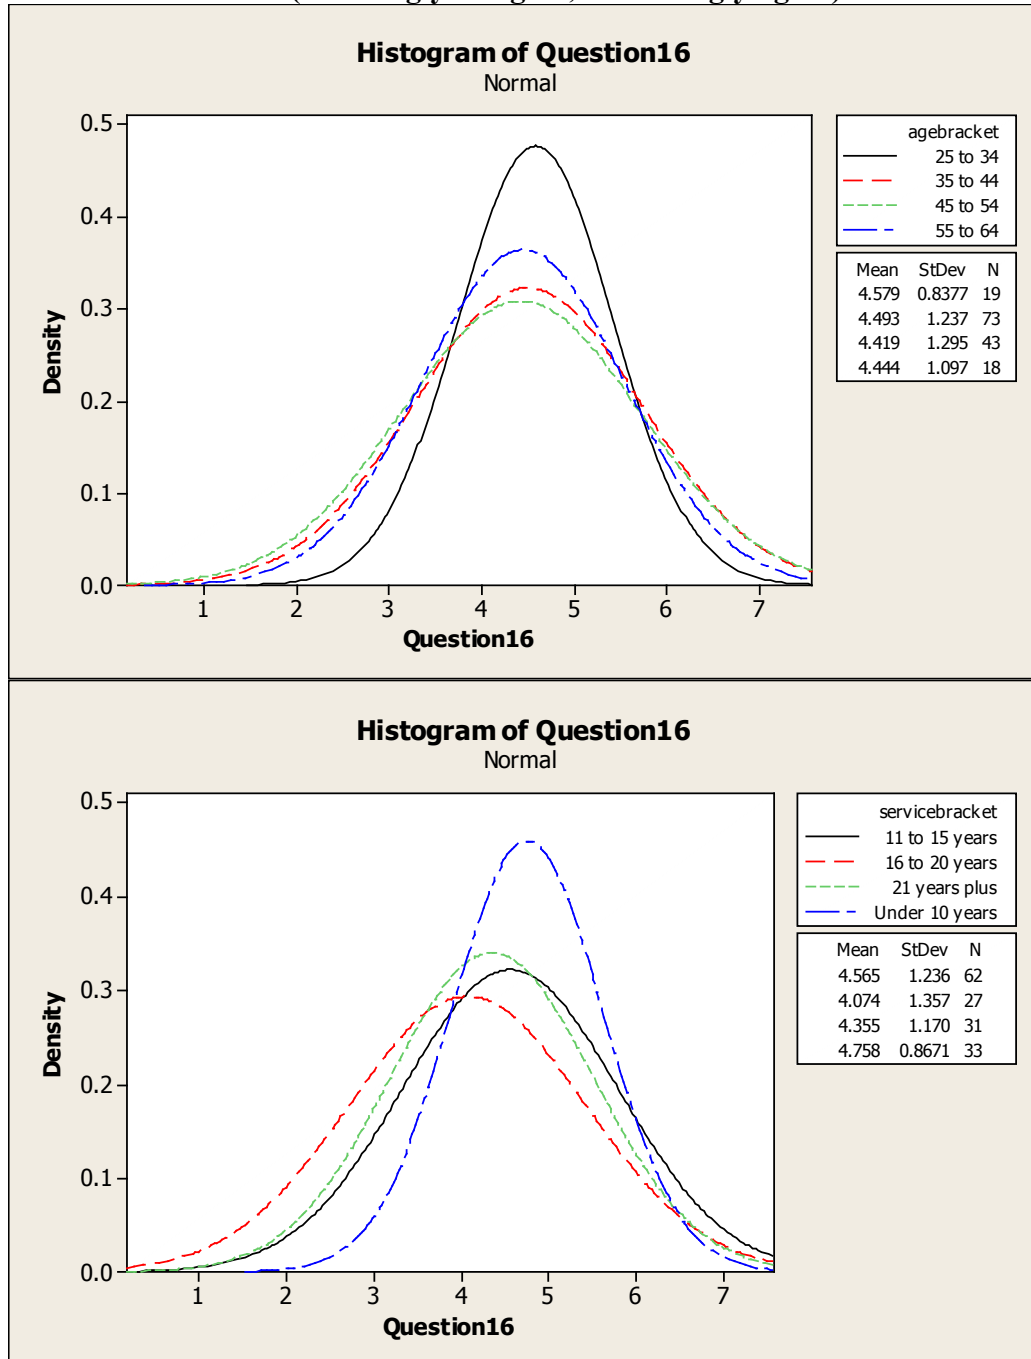 Histogram of Question16
Normal
0.5
0.4
0.3
0.2
0.1
0.0
Density
1 2 3 4 5 6 7
Question16
agebracket
25 to 34
35 to 44
45 to 54
55 to 64
Mean StDev N
4.579 0.8377 19
4.493 1.237 73
4.419 1.295 43
4.444 1.097 18
Histogram of Question16
Normal
0.5
0.4
0.3
0.2
0.1
0.0
Density
1 2 3 4 5 6 7
Question16
servicebracket
11 to 15 years
16 to 20 years
21 years plus
Under 10 years
Mean StDev N
4.565 1.236 62
4.074 1.357 27
4.355 1.170 31
4.758 0.8671 33